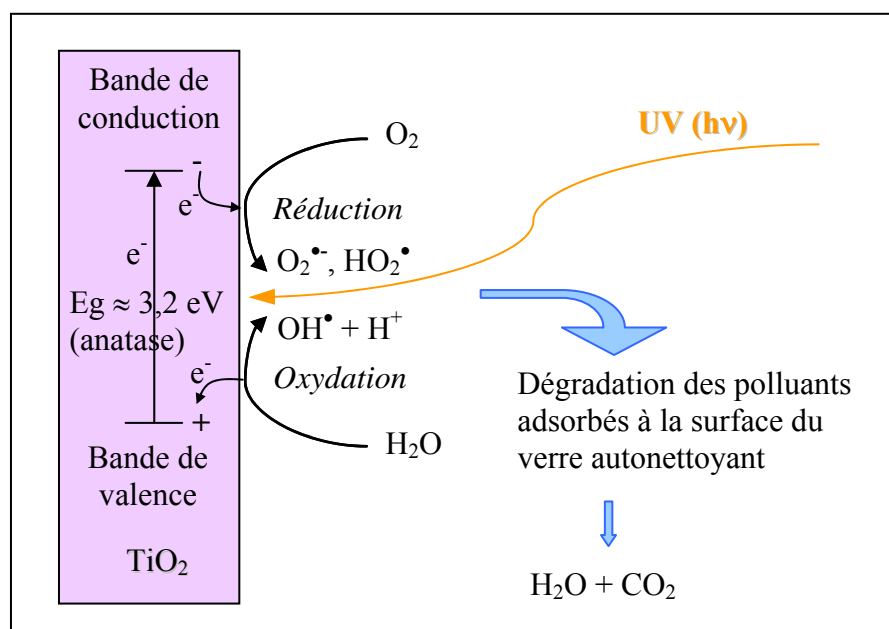 Bande de
conduction
O₂
UV (hν)
-
e⁻
Réduction
e⁻
O₂•⁻, HO₂•
Eg ≈ 3,2 eV
(anatase)
OH• + H⁺
e⁻
Oxydation
+
H₂O
Bande de
valence
TiO₂
Dégradation des polluants
adsorbés à la surface du
verre autonettoyant
H₂O + CO₂